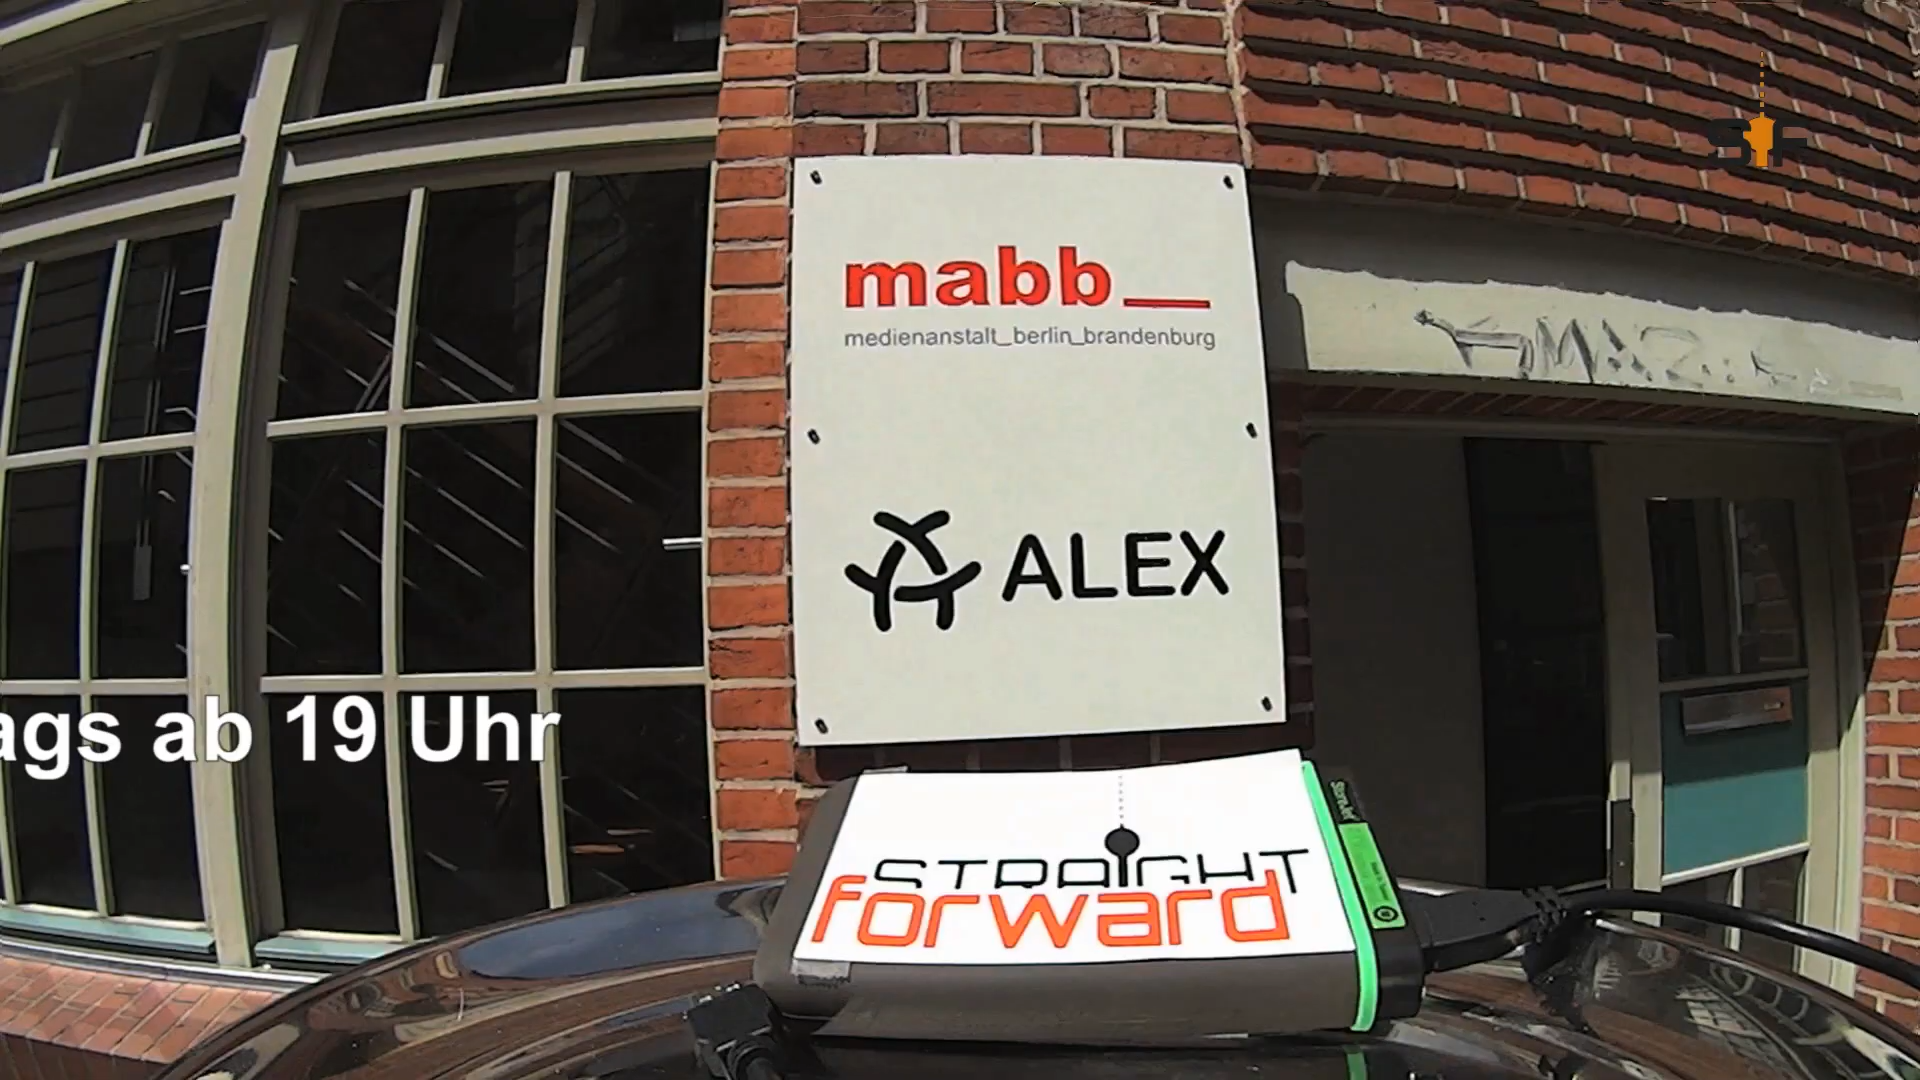 mabb_
medienanstalt_berlin_brandenburg
ALEX
ags ab 19 Uhr
STRAIGHT
forward